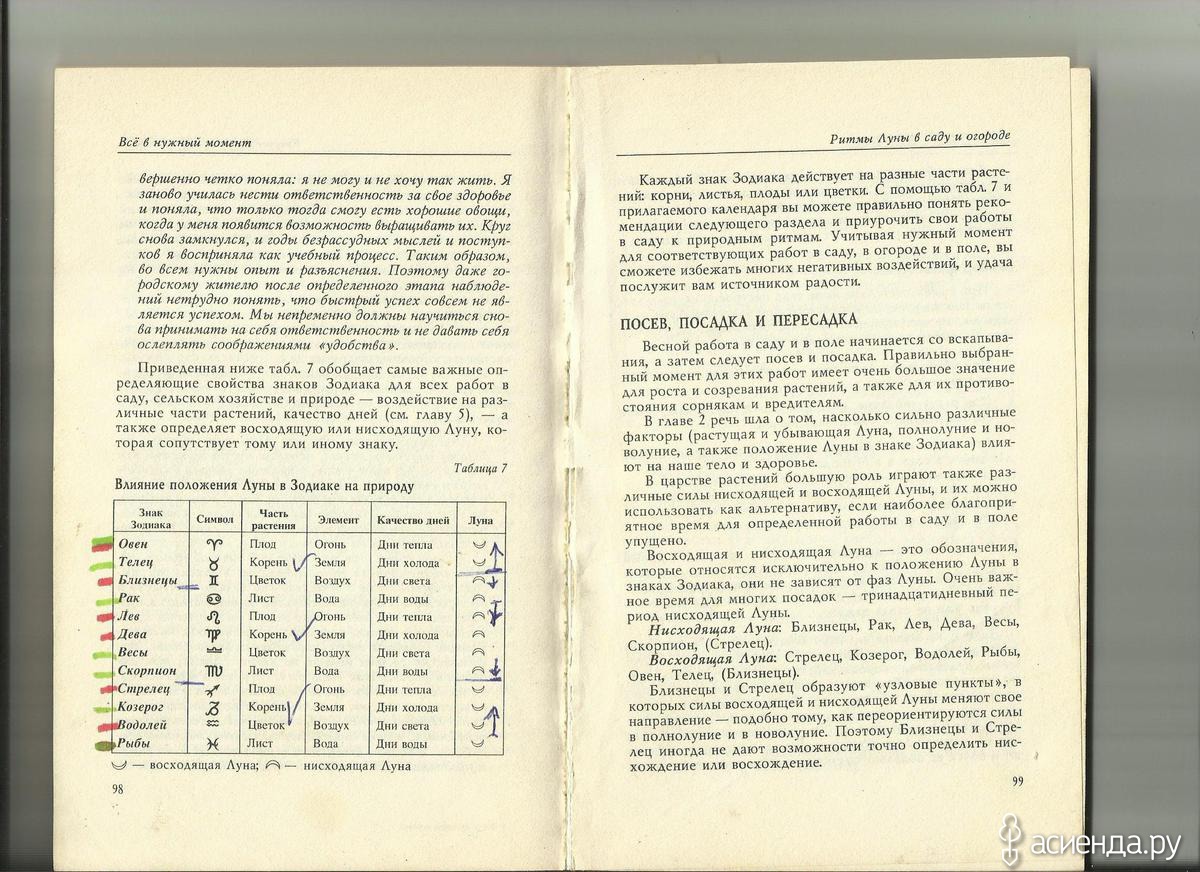 Всё в нужный момент
вершенно четко поняла: я не могу и не хочу так жить. Я
заново училась нести ответственность за свое здоровье
и поняла, что только тогда смогу есть хорошие овощи,
когда у меня появится возможность выращивать их. Круг
снова замкнулся, и годы безрассудных мыслей и поступ-
ков я восприняла как учебный процесс. Таким образом,
во всем нужны опыт и разъяснения. Поэтому даже го-
родскому жителю после определенного этапа наблюде-
ний нетрудно понять, что быстрый успех совсем не яв-
ляется успехом. Мы непременно должны научиться сно-
ва принимать на себя ответственность и не давать себя
ослеплять соображениями «удобства».
Приведенная ниже табл. 7 обобщает самые важные оп-
ределяющие свойства знаков Зодиака для всех работ в
саду, сельском хозяйстве и природе — воздействие на раз-
личные части растений, качество дней (см. главу 5), — а
также определяет восходящую или нисходящую Луну, ко-
торая сопутствует тому или иному знаку.
Таблица 7
Влияние положения Луны в Зодиаке на природу
Знак Зодиака Символ Часть растения Элемент Качество дней Луна
Овен ♈ Плод Огонь Дни тепла
Телец ♉ Корень Земля Дни холода
Близнецы ♊ Цветок Воздух Дни света
Рак ♋ Лист Вода Дни воды
Лев ♌ Плод Огонь Дни тепла
Дева ♍ Корень Земля Дни холода
Весы ♎ Цветок Воздух Дни света
Скорпион ♏ Лист Вода Дни воды
Стрелец ♐ Плод Огонь Дни тепла
Козерог ♑ Корень Земля Дни холода
Водолей ♒ Цветок Воздух Дни света
Рыбы ♓ Лист Вода Дни воды
— восходящая Луна; — нисходящая Луна
98
Ритмы Луны в саду и огороде
Каждый знак Зодиака действует на разные части расте-
ний: корни, листья, плоды или цветки. С помощью табл. 7 и
прилагаемого календаря вы можете правильно понять реко-
мендации следующего раздела и приурочить свои работы
в саду к природным ритмам. Учитывая нужный момент
для соответствующих работ в саду, в огороде и в поле, вы
сможете избежать многих негативных воздействий, и удача
послужит вам источником радости.
ПОСЕВ, ПОСАДКА И ПЕРЕСАДКА
Весной работа в саду и в поле начинается со вскапыва-
ния, а затем следует посев и посадка. Правильно выбран-
ный момент для этих работ имеет очень большое значение
для роста и созревания растений, а также для их противо-
стояния сорнякам и вредителям.
В главе 2 речь шла о том, насколько сильно различные
факторы (растущая и убывающая Луна, полнолуние и но-
волуние, а также положение Луны в знаке Зодиака) влия-
ют на наше тело и здоровье.
В царстве растений большую роль играют также раз-
личные силы нисходящей и восходящей Луны, и их можно
использовать как альтернативу, если наиболее благопри-
ятное время для определенной работы в саду и в поле
упущено.
Восходящая и нисходящая Луна — это обозначения,
которые относятся исключительно к положению Луны в
знаках Зодиака, они не зависят от фаз Луны. Очень важ-
ное время для многих посадок — тринадцатидневный пе-
риод нисходящей Луны.
Нисходящая Луна: Близнецы, Рак, Лев, Дева, Весы,
Скорпион, (Стрелец).
Восходящая Луна: Стрелец, Козерог, Водолей, Рыбы,
Овен, Телец, (Близнецы).
Близнецы и Стрелец образуют «узловые пункты», в
которых силы восходящей и нисходящей Луны меняют свое
направление — подобно тому, как переориентируются силы
в полнолуние и в новолуние. Поэтому Близнецы и Стре-
лец иногда не дают возможности точно определить нис-
хождение или восхождение.
99
асиенда.ру